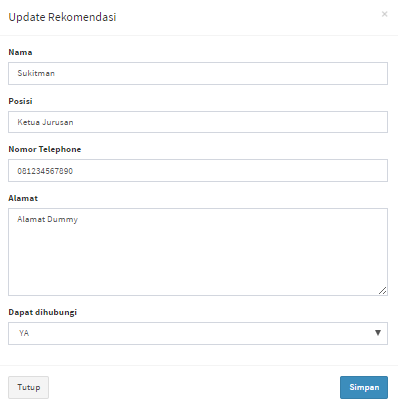 Update Rekomendasi
×
Nama
Sukitman
Posisi
Ketua Jurusan
Nomor Telephone
081234567890
Alamat
Alamat Dummy
Dapat dihubungi
YA
Tutup
Simpan